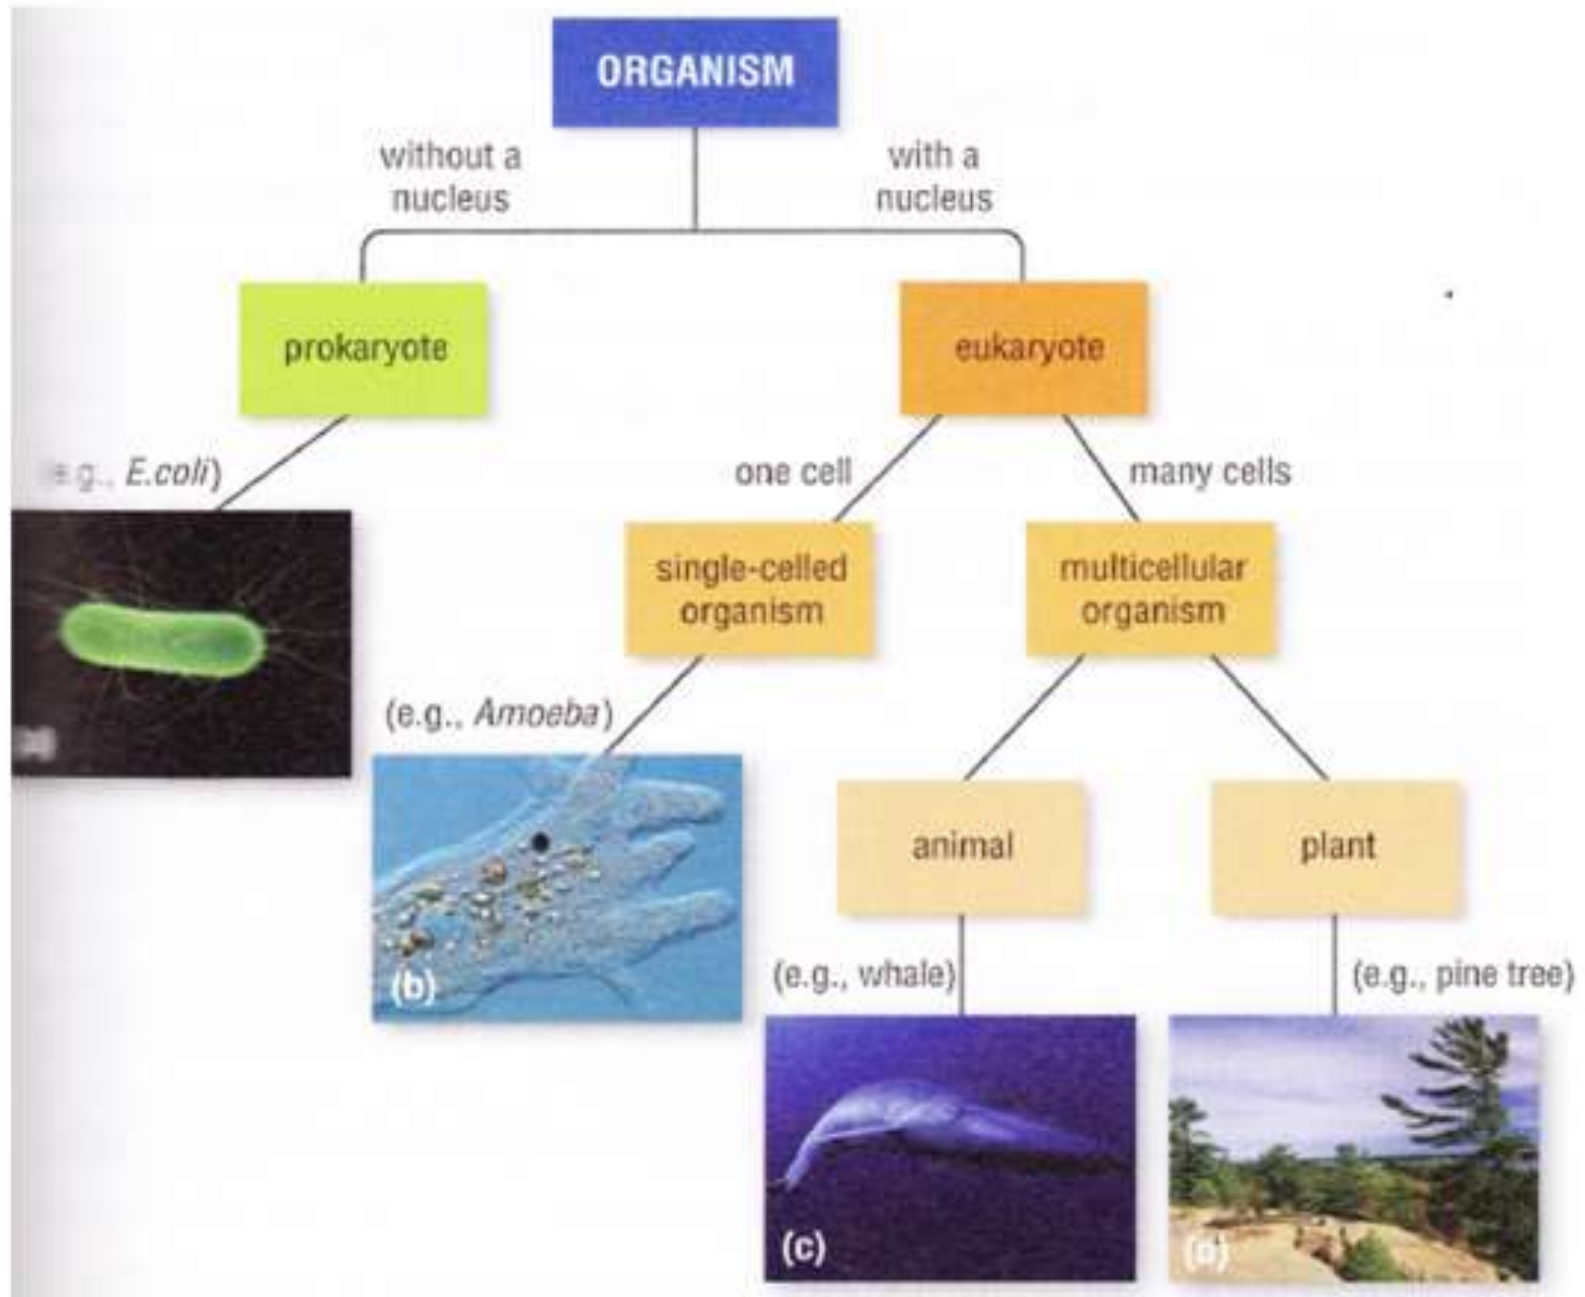 ORGANISM
without a
nucleus
with a
nucleus
prokaryote
eukaryote
(e.g., E.coli)
one cell
many cells
single-celled
organism
multicellular
organism
(e.g., Amoeba)
(b)
animal
plant
(e.g., whale)
(e.g., pine tree)
(c)